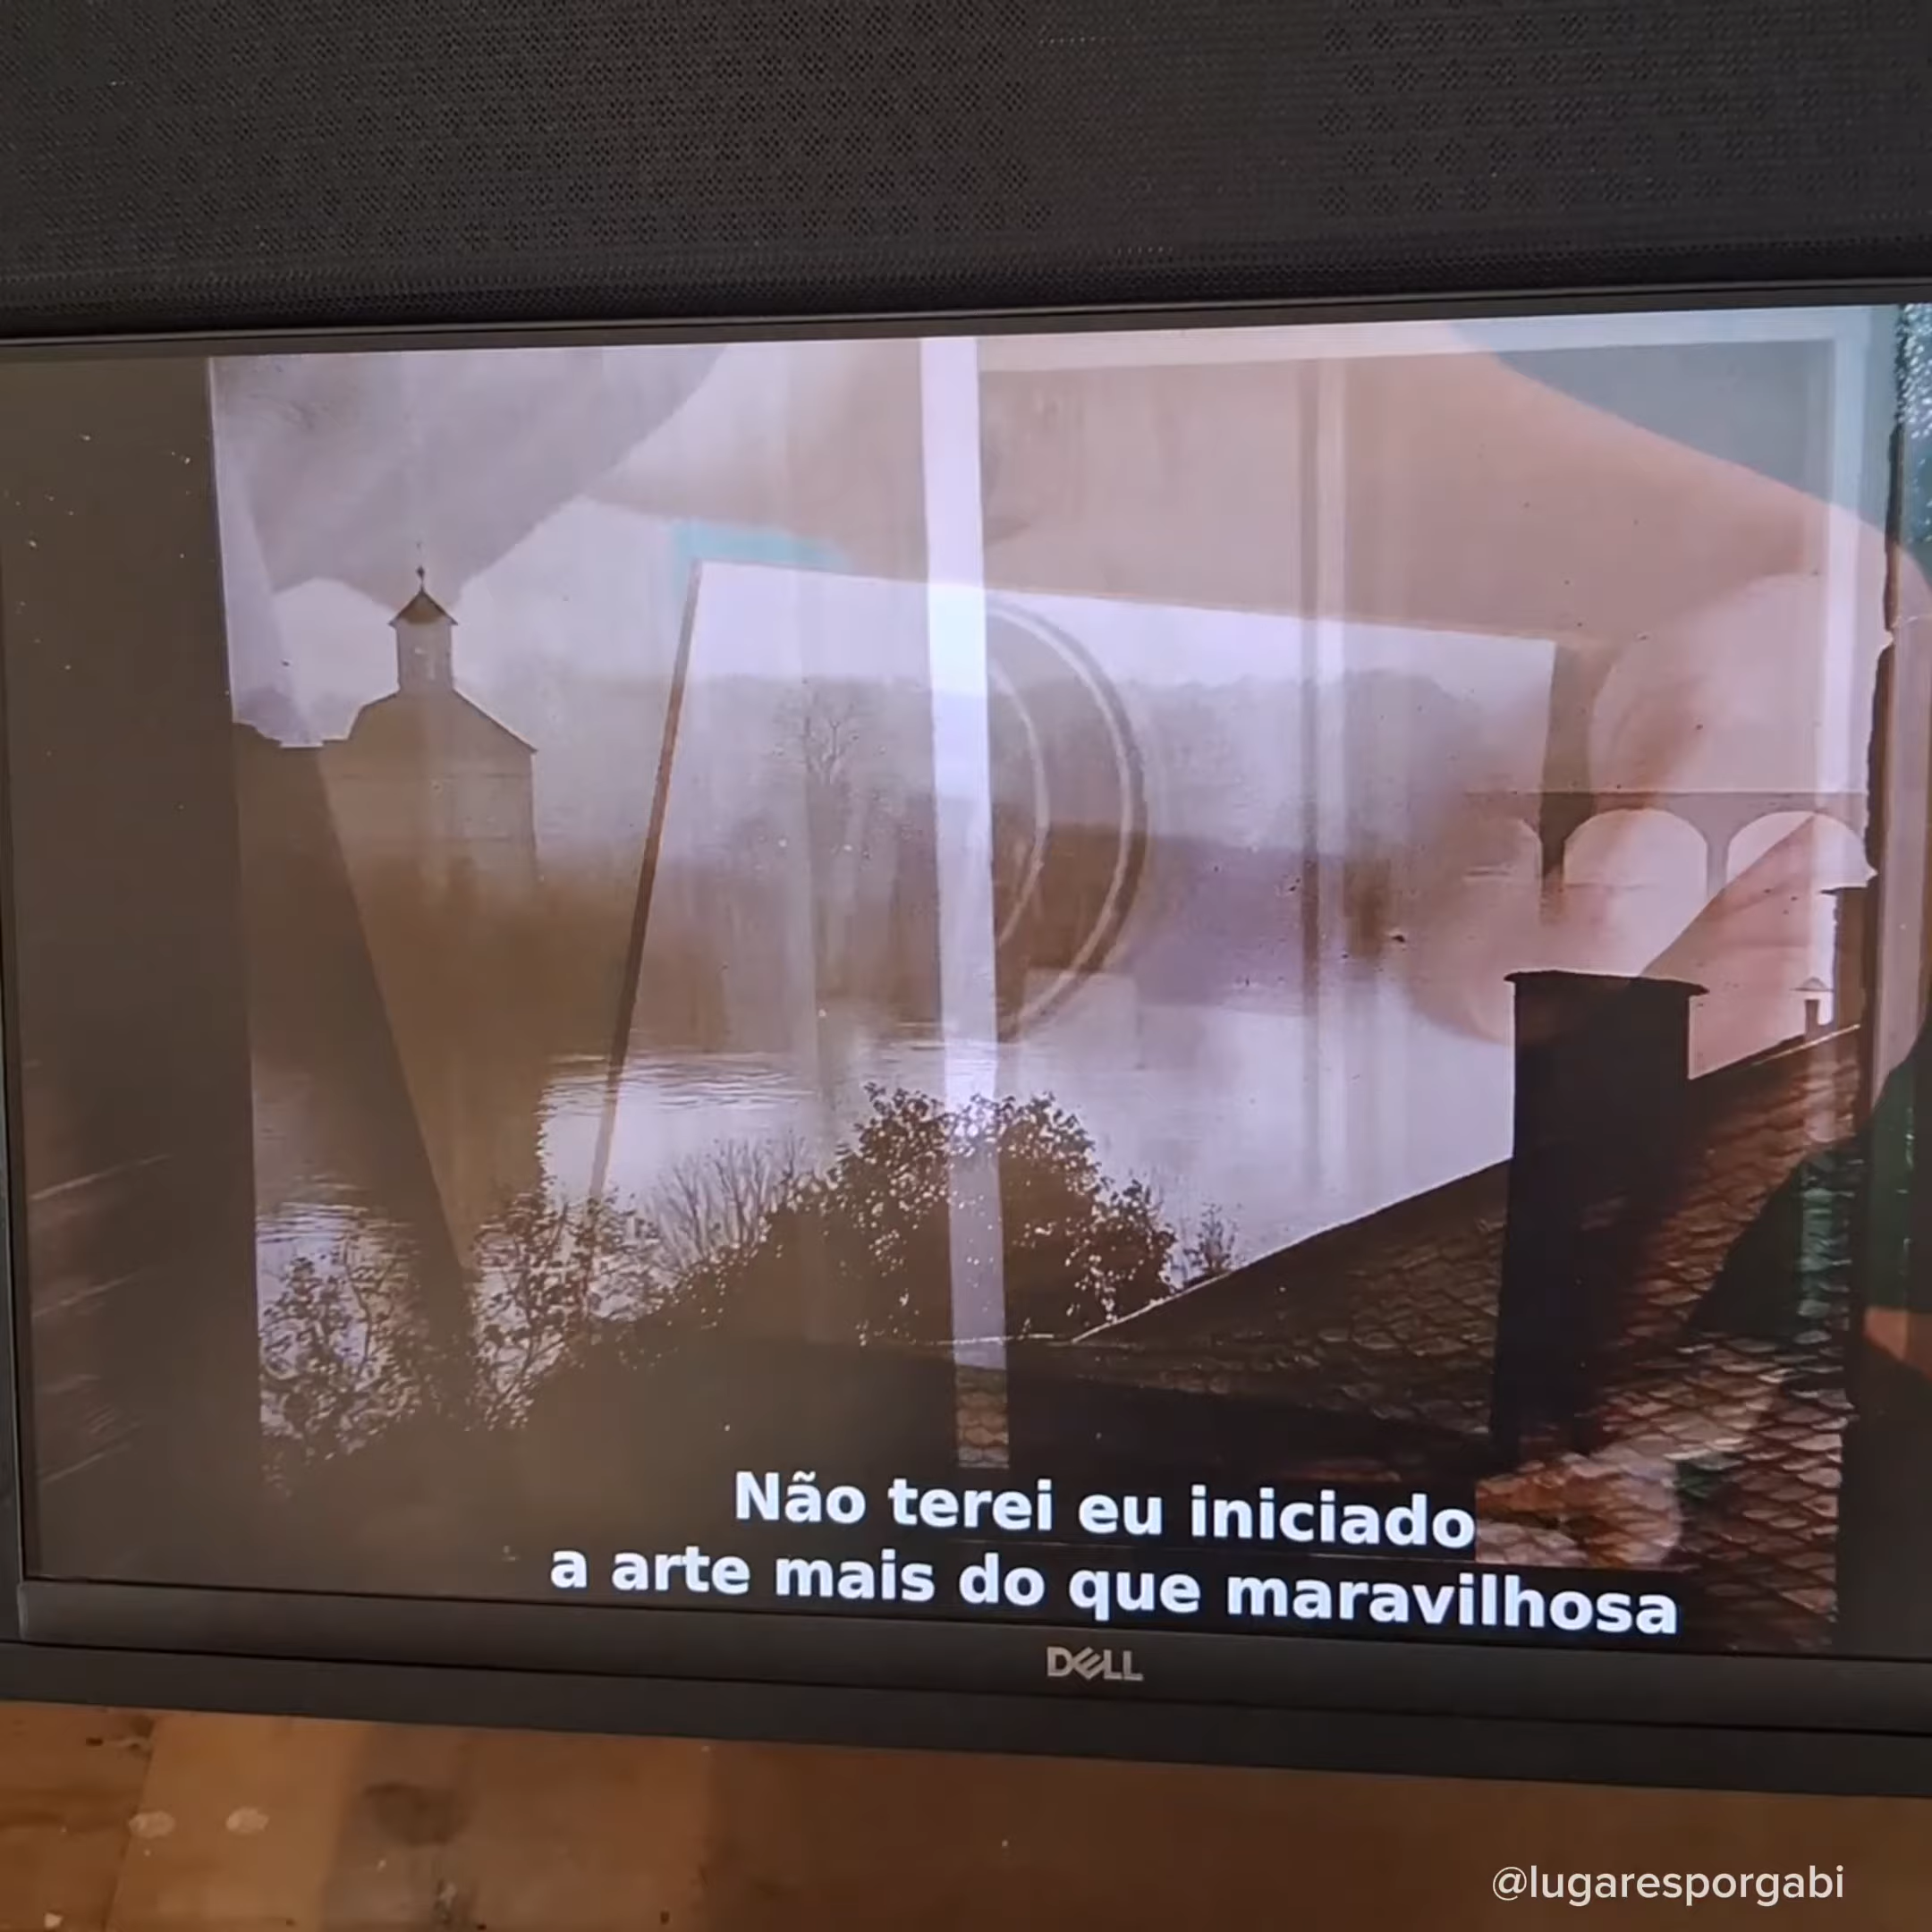 Não terei eu iniciado
a arte mais do que maravilhosa
DELL
@lugaresporgabi